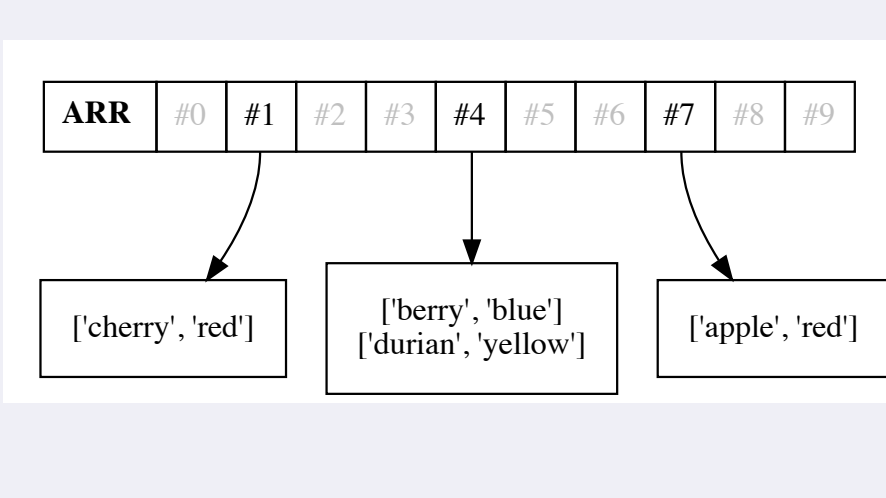 ARR #0 #1 #2 #3 #4 #5 #6 #7 #8 #9
['cherry', 'red']
['berry', 'blue']
['durian', 'yellow']
['apple', 'red']